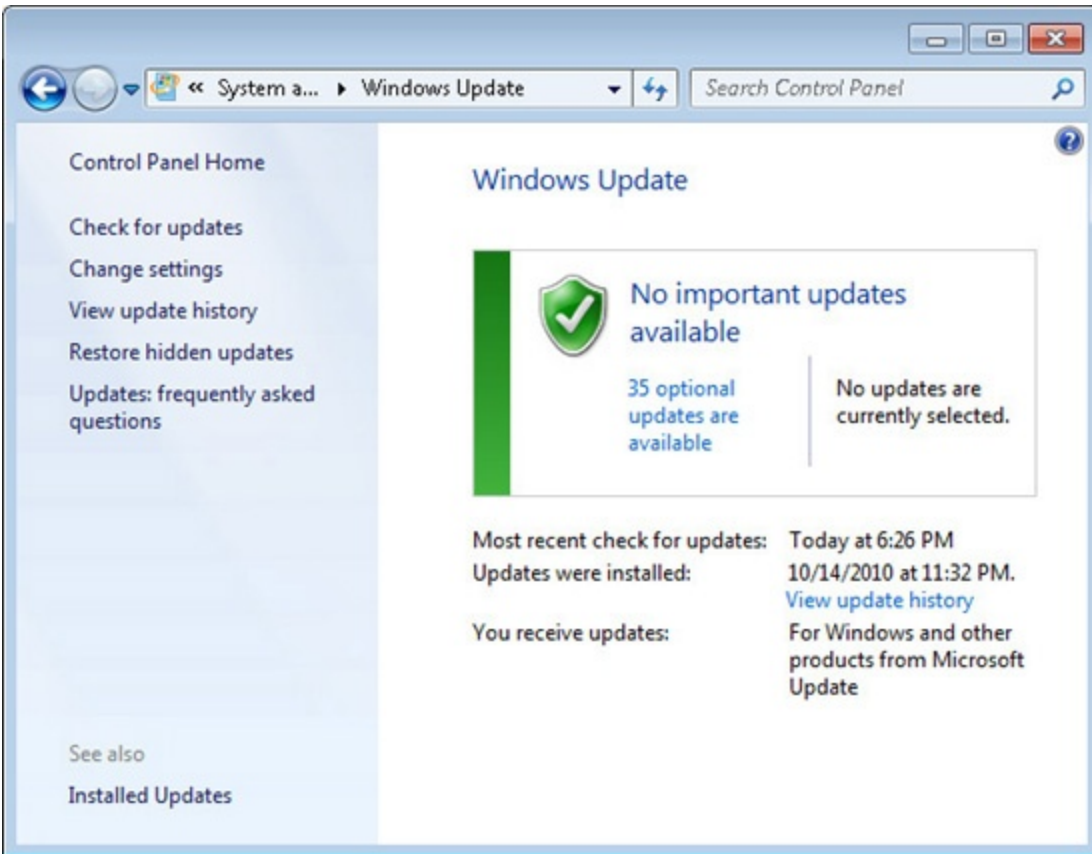 « System a... ▸ Windows Update
Search Control Panel
Control Panel Home
Check for updates
Change settings
View update history
Restore hidden updates
Updates: frequently asked
questions
See also
Installed Updates
Windows Update
No important updates
available
35 optional
updates are
available
No updates are
currently selected.
Most recent check for updates: Today at 6:26 PM
Updates were installed: 10/14/2010 at 11:32 PM.
View update history
You receive updates: For Windows and other
products from Microsoft
Update